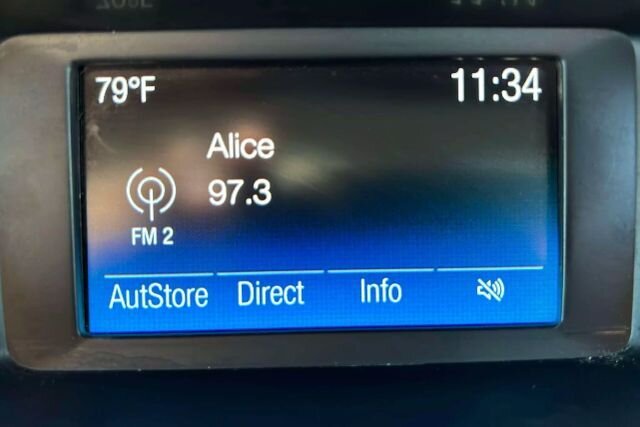 79°F 11:34
Alice
97.3
FM 2
AutStore Direct Info